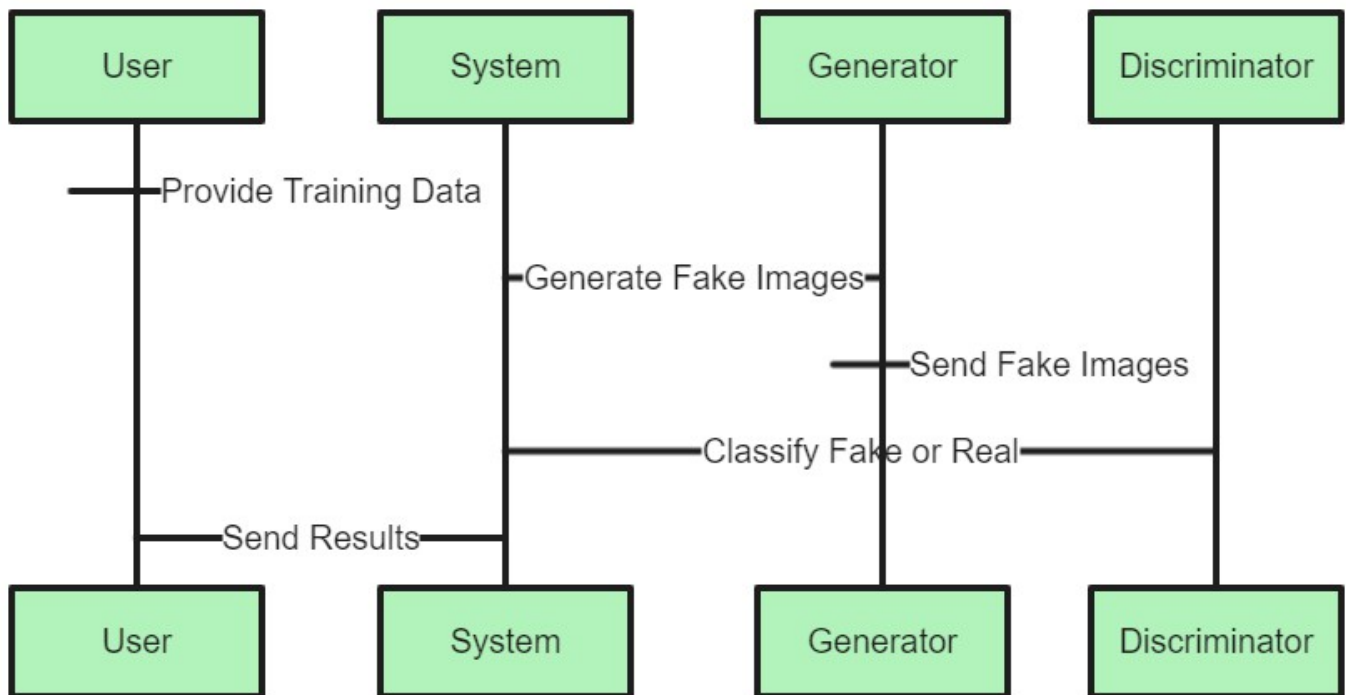 User
System
Generator
Discriminator
Provide Training Data
Generate Fake Images
Send Fake Images
Classify Fake or Real
Send Results
User
System
Generator
Discriminator